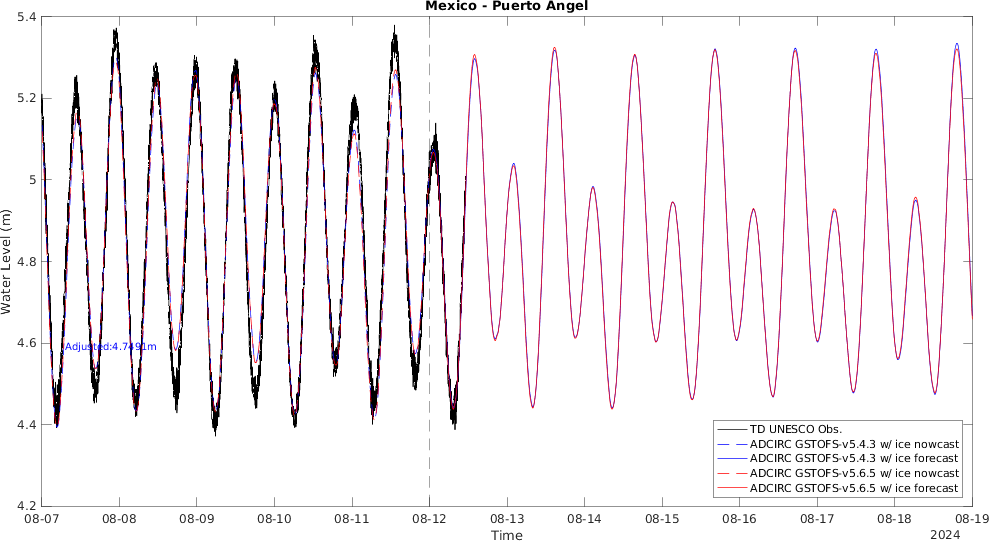 Mexico - Puerto Angel
5.4
5.2
5
4.8
4.6
4.4
4.2
Water Level (m)
Adjusted:4.7491m
TD UNESCO Obs.
ADCIRC GSTOFS-v5.4.3 w/ ice nowcast
ADCIRC GSTOFS-v5.4.3 w/ ice forecast
ADCIRC GSTOFS-v5.6.5 w/ ice nowcast
ADCIRC GSTOFS-v5.6.5 w/ ice forecast
08-07 08-08 08-09 08-10 08-11 08-12 08-13 08-14 08-15 08-16 08-17 08-18 08-19
Time
2024